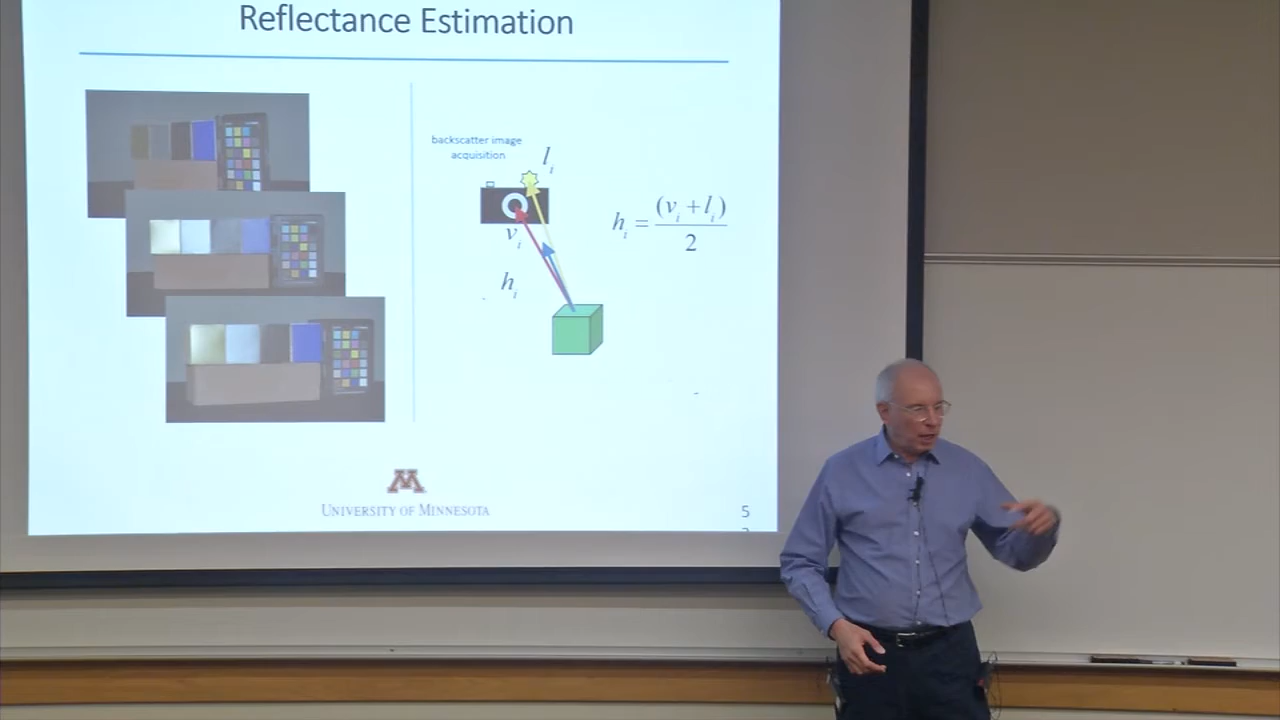 Reflectance Estimation
backscatter image
acquisition
l_i
v_i
h_i
h_i = (v_i + l_i) / 2
M
UNIVERSITY OF MINNESOTA
5